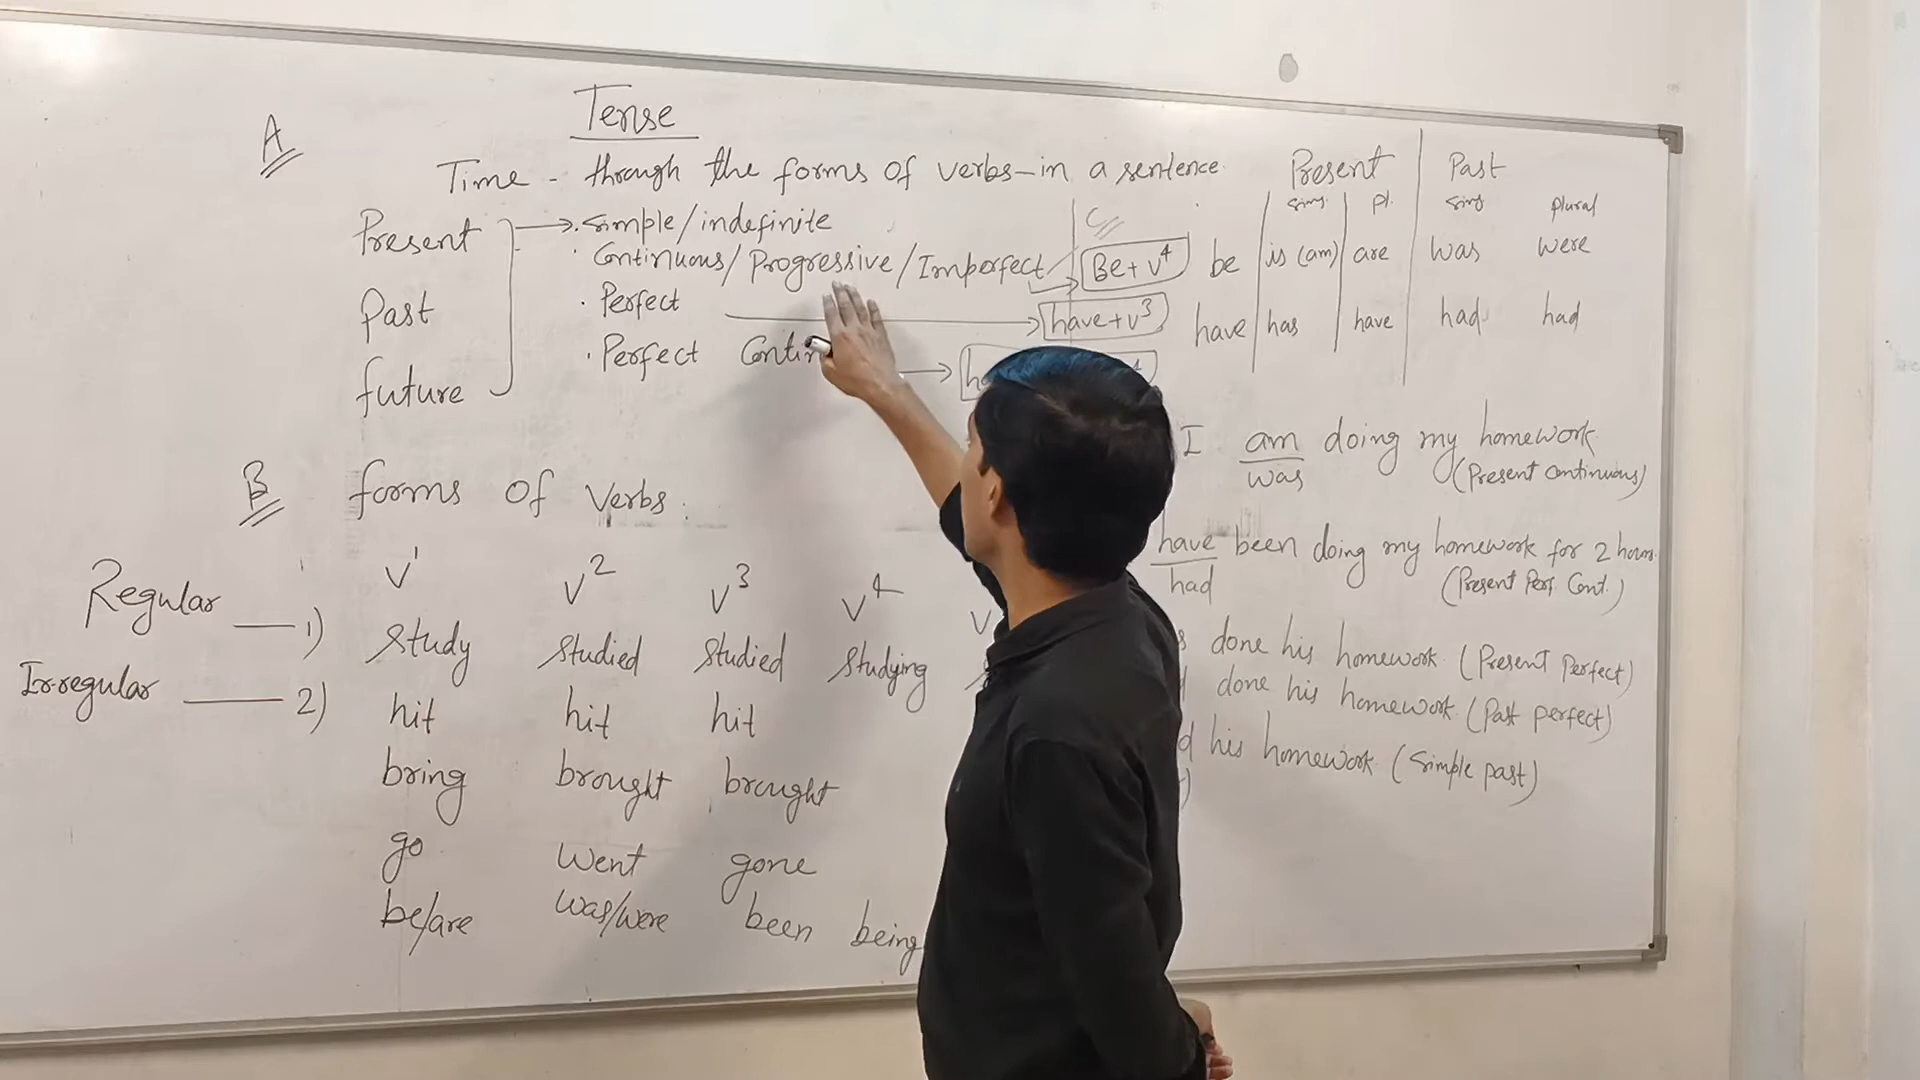 A
Tense
Time - through the forms of verbs - in a sentence.
Present
Past
future
→ . simple/indefinite
. Continuous/Progressive/Imperfect
. Perfect
. Perfect
C
Be + V4
have + v3
Present | Past
sing. | pl. | sing | plural
be | is (am) | are | was | were
have | has | have | had | had
I am doing my homework
was (Present continuous)
have been doing my homework for 2 hours.
had (Present Perf. Cont.)
done his homework. (Present Perfect)
done his homework. (Past perfect)
his homework. (Simple past)
B forms of verbs.
V1 V2 V3 V4
Regular — 1) study studied studied studying
Irregular — 2) hit hit hit
bring brought brought
go went gone
be/are was/were been being